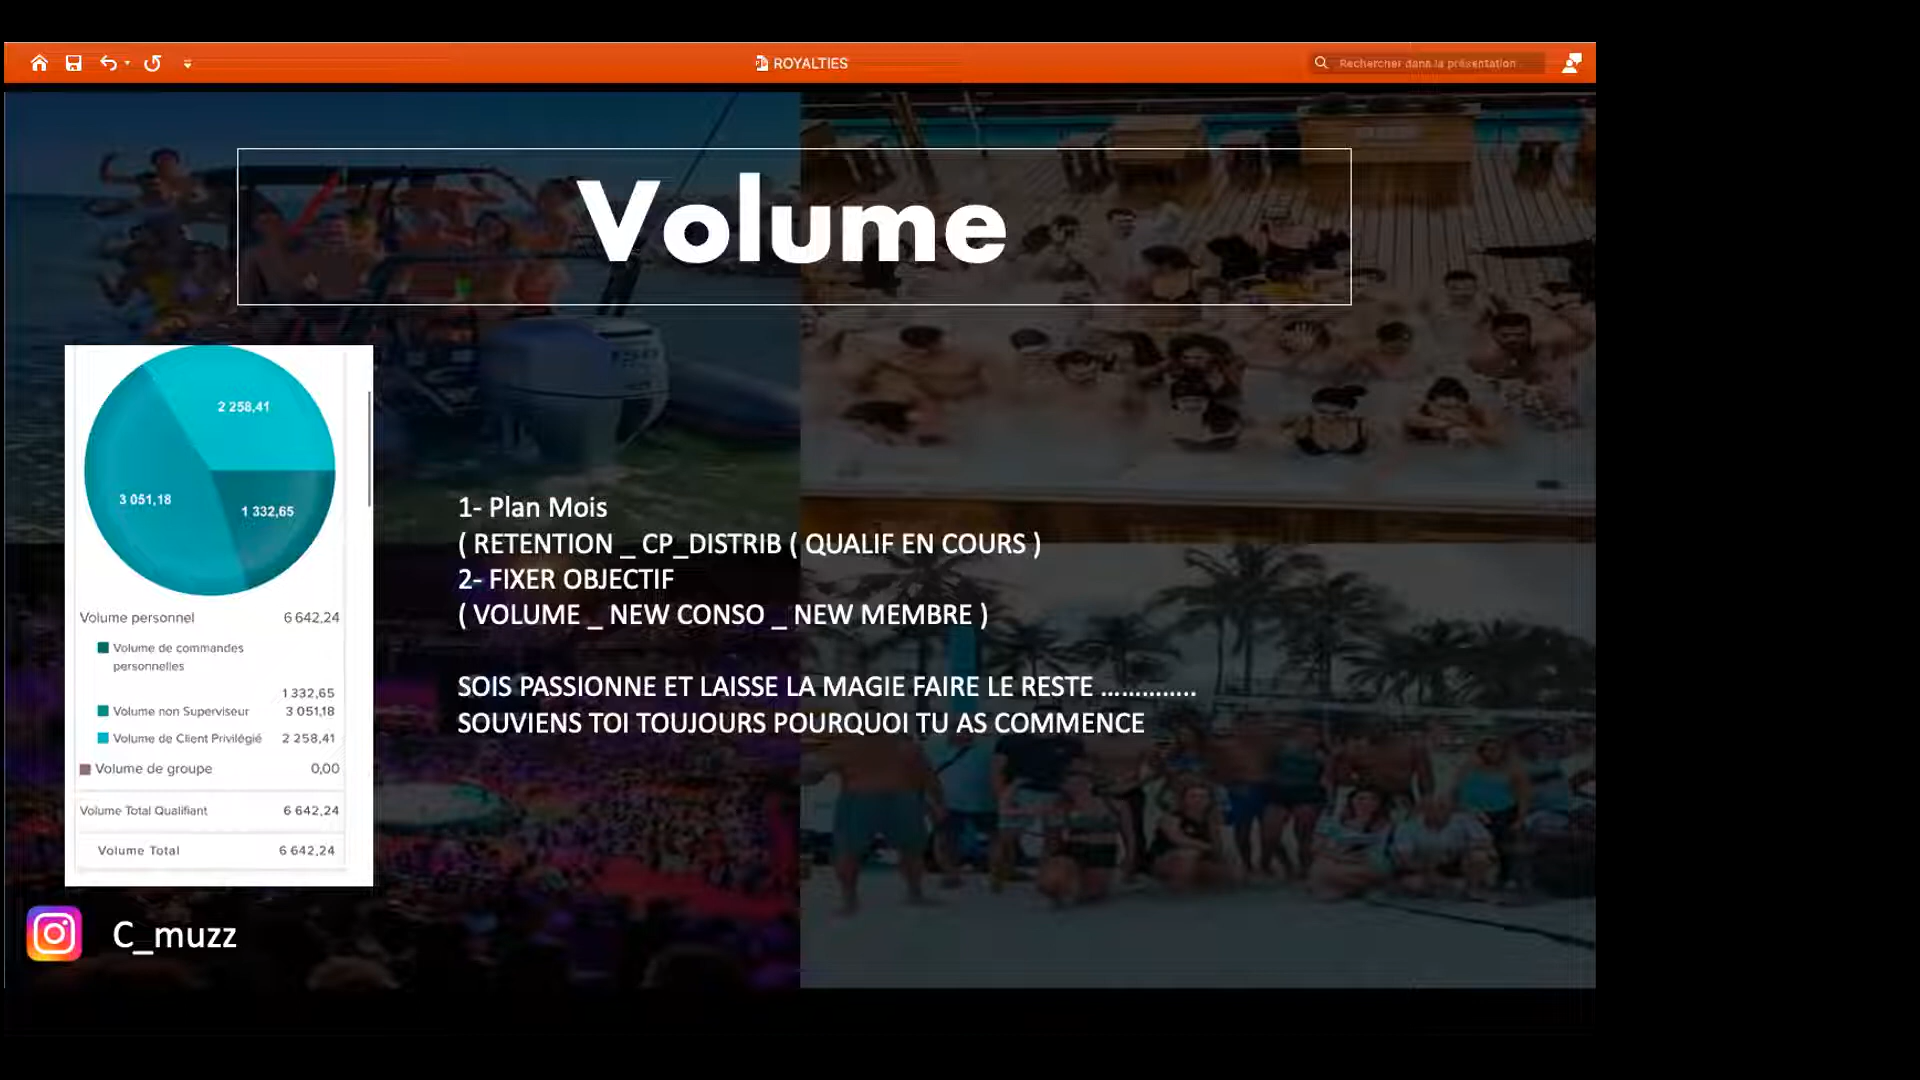 ROYALTIES
Rechercher dans la présentation
Volume
2 258,41
3 051,18
1 332,65
Volume personnel 6 642,24
Volume de commandes
personnelles
1 332,65
Volume non Superviseur 3 051,18
Volume de Client Privilégié 2 258,41
Volume de groupe 0,00
Volume Total Qualifiant 6 642,24
Volume Total 6 642,24
1- Plan Mois
( RETENTION _ CP_DISTRIB ( QUALIF EN COURS )
2- FIXER OBJECTIF
( VOLUME _ NEW CONSO _ NEW MEMBRE )
SOIS PASSIONNE ET LAISSE LA MAGIE FAIRE LE RESTE .............
SOUVIENS TOI TOUJOURS POURQUOI TU AS COMMENCE
C_muzz